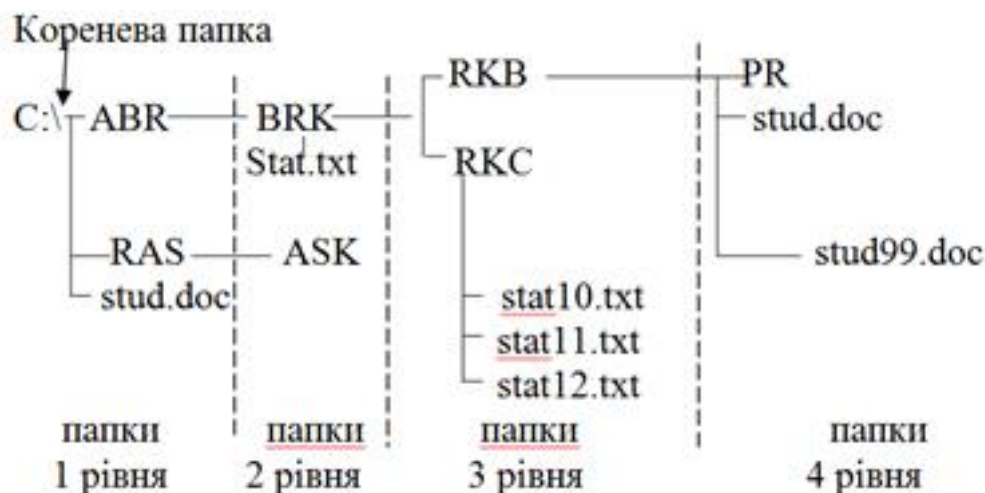 Коренева папка
RKB PR
C:\ ABR BRK stud.doc
Stat.txt RKC
RAS ASK stud99.doc
stud.doc stat10.txt
stat11.txt
stat12.txt
папки папки папки папки
1 рівня 2 рівня 3 рівня 4 рівня